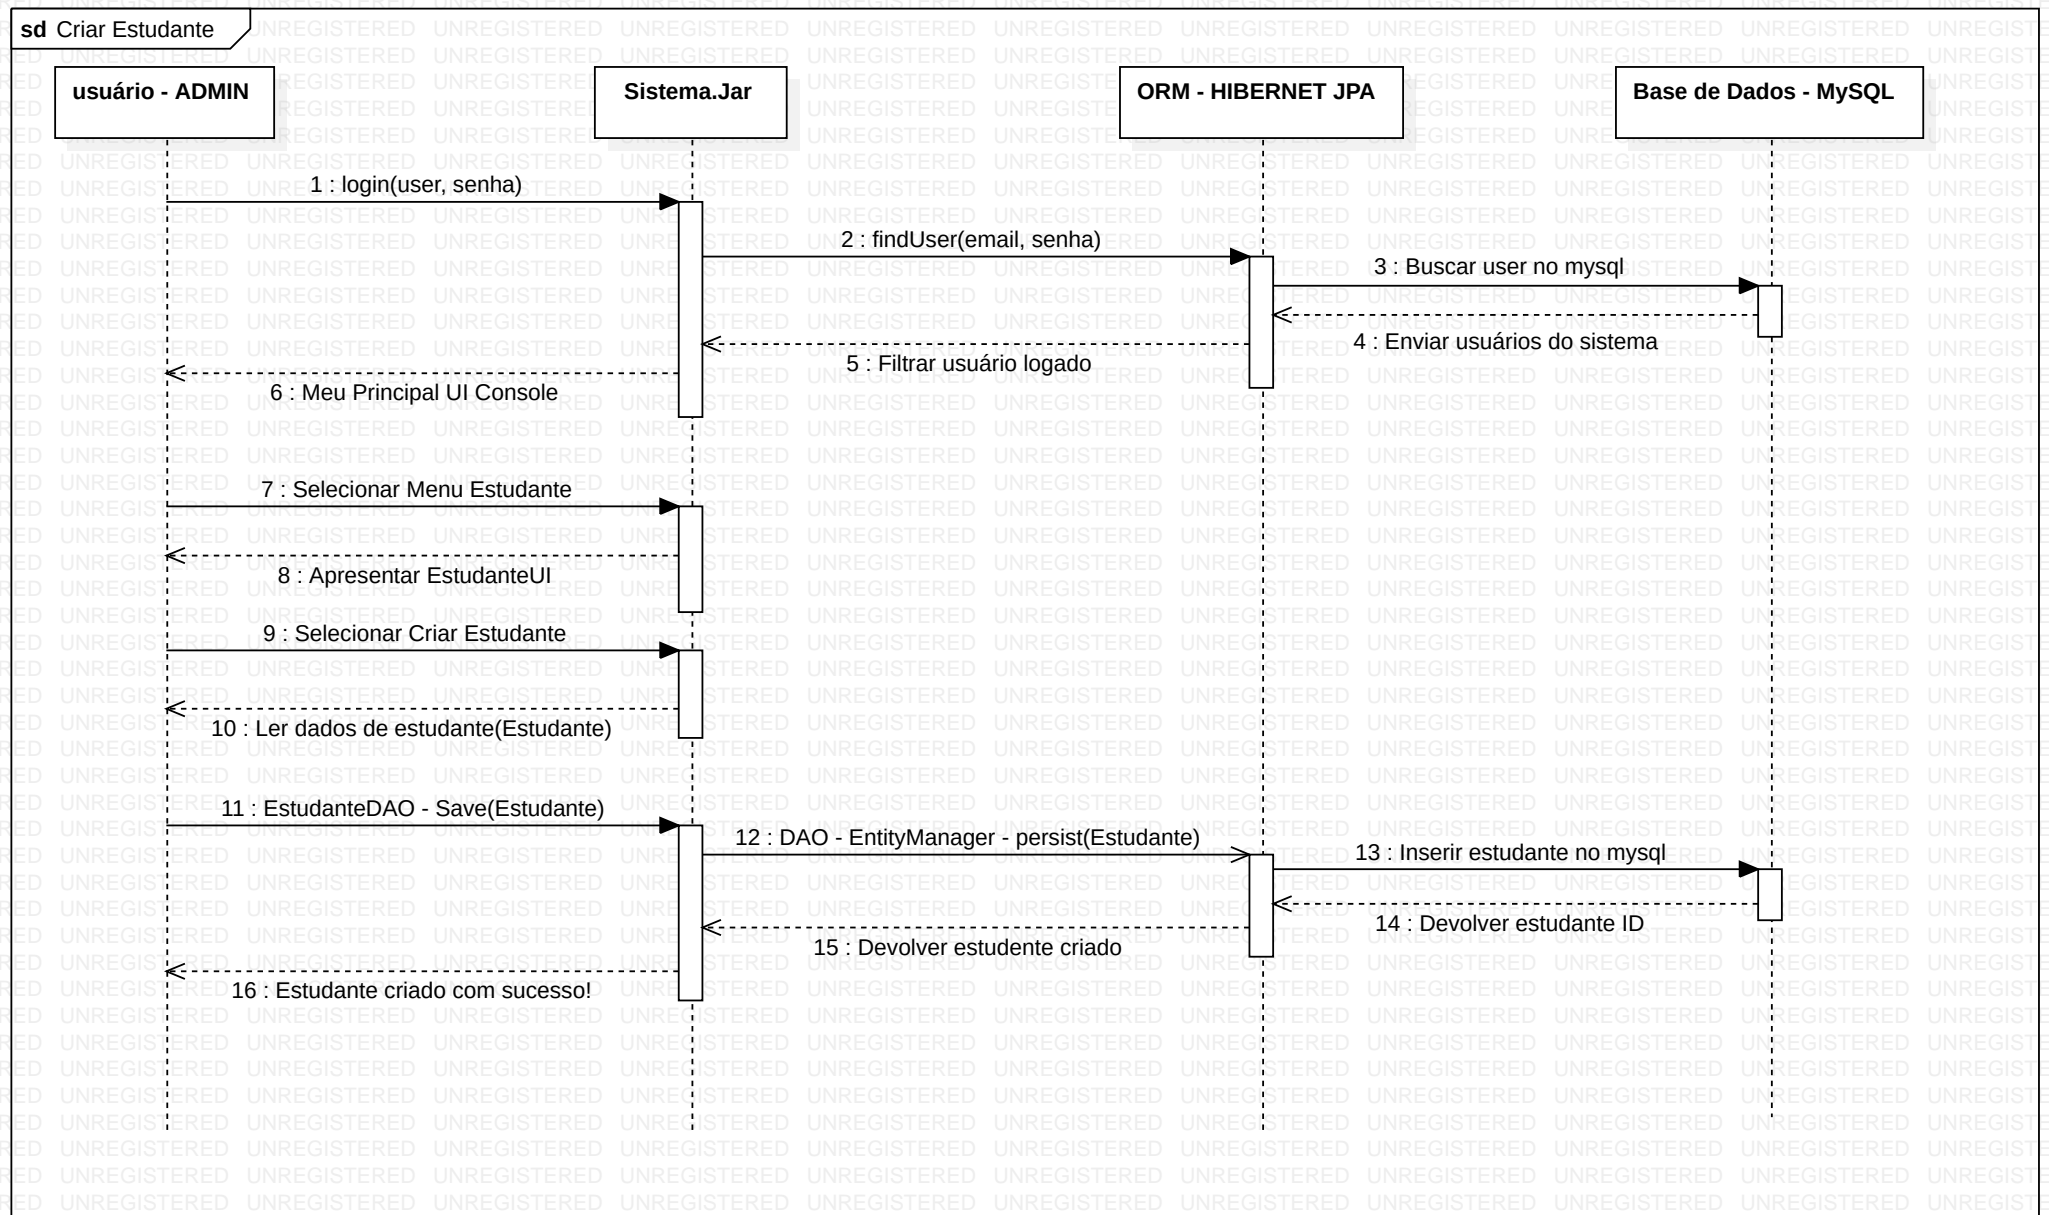 sd Criar Estudante
usuário - ADMIN
Sistema.Jar
ORM - HIBERNET JPA
Base de Dados - MySQL
1 : login(user, senha)
2 : findUser(email, senha)
3 : Buscar user no mysql
4 : Enviar usuários do sistema
5 : Filtrar usuário logado
6 : Meu Principal UI Console
7 : Selecionar Menu Estudante
8 : Apresentar EstudanteUI
9 : Selecionar Criar Estudante
10 : Ler dados de estudante(Estudante)
11 : EstudanteDAO - Save(Estudante)
12 : DAO - EntityManager - persist(Estudante)
13 : Inserir estudante no mysql
14 : Devolver estudante ID
15 : Devolver estudente criado
16 : Estudante criado com sucesso!
UNREGISTERED